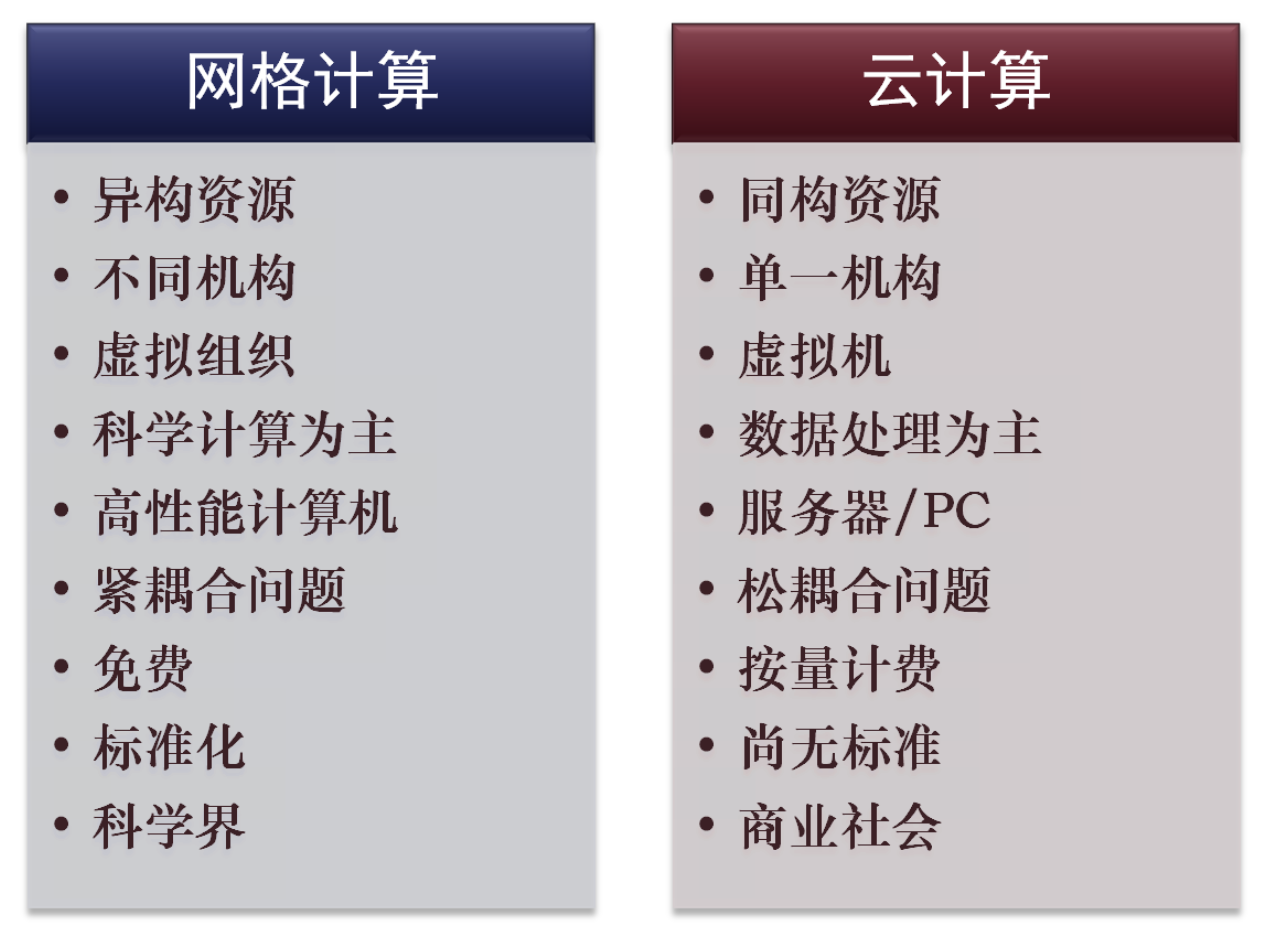 网格计算
• 异构资源
• 不同机构
• 虚拟组织
• 科学计算为主
• 高性能计算机
• 紧耦合问题
• 免费
• 标准化
• 科学界
云计算
• 同构资源
• 单一机构
• 虚拟机
• 数据处理为主
• 服务器/PC
• 松耦合问题
• 按量计费
• 尚无标准
• 商业社会